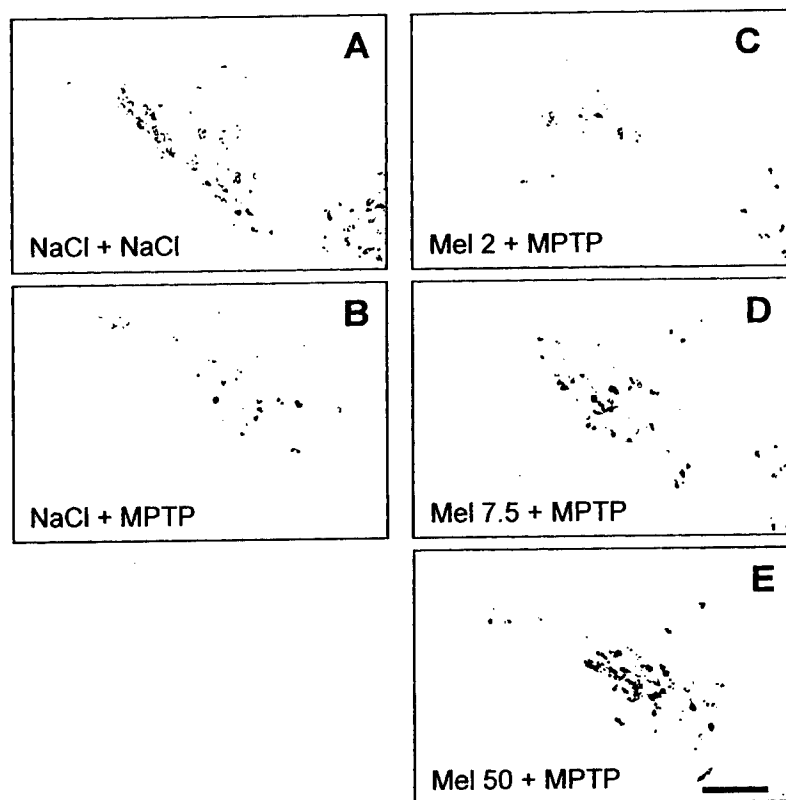 A
NaCl + NaCl
B
NaCl + MPTP
C
Mel 2 + MPTP
D
Mel 7.5 + MPTP
E
Mel 50 + MPTP